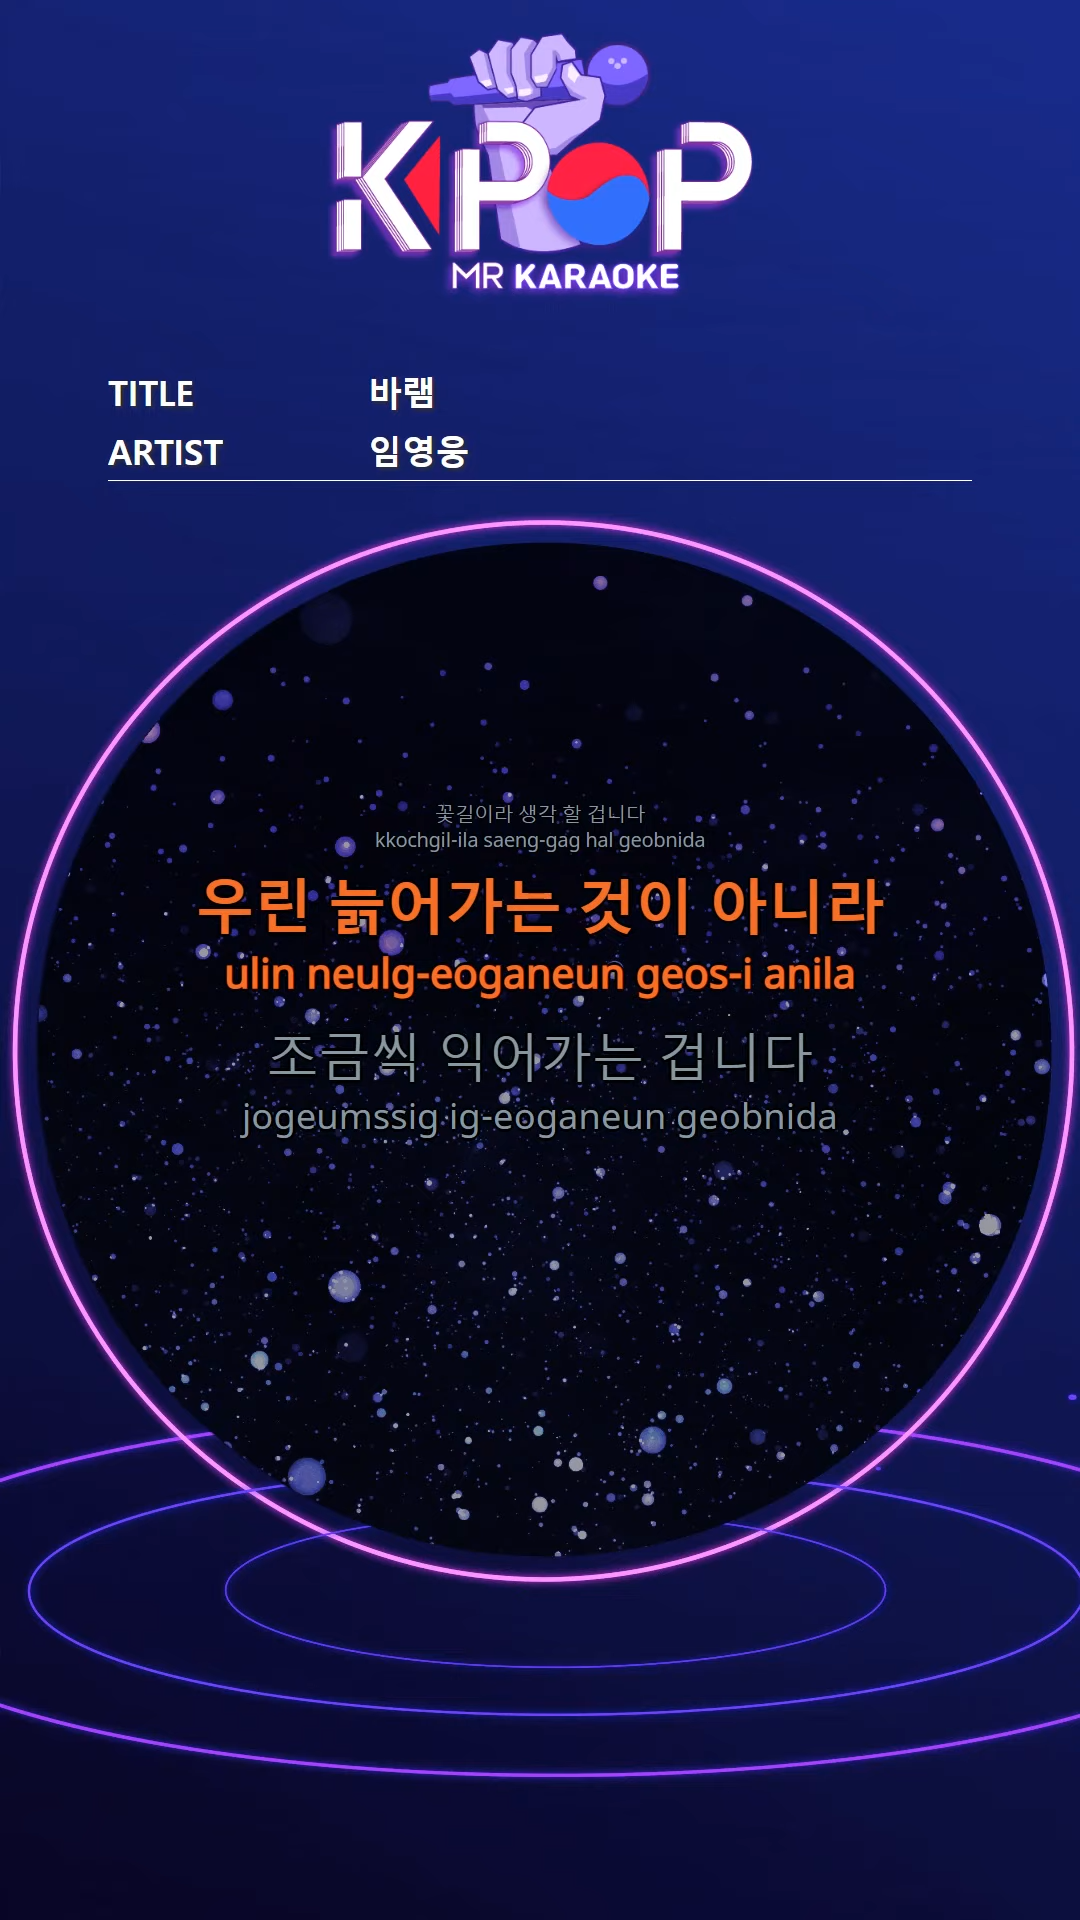 KPOP
MR KARAOKE
TITLE 바램
ARTIST 임영웅
꽃길이라 생각 할 겁니다
kkochgil-ila saeng-gag hal geobnida
우린 늙어가는 것이 아니라
ulin neulg-eoganeun geos-i anila
조금씩 익어가는 겁니다
jogeumssig ig-eoganeun geobnida